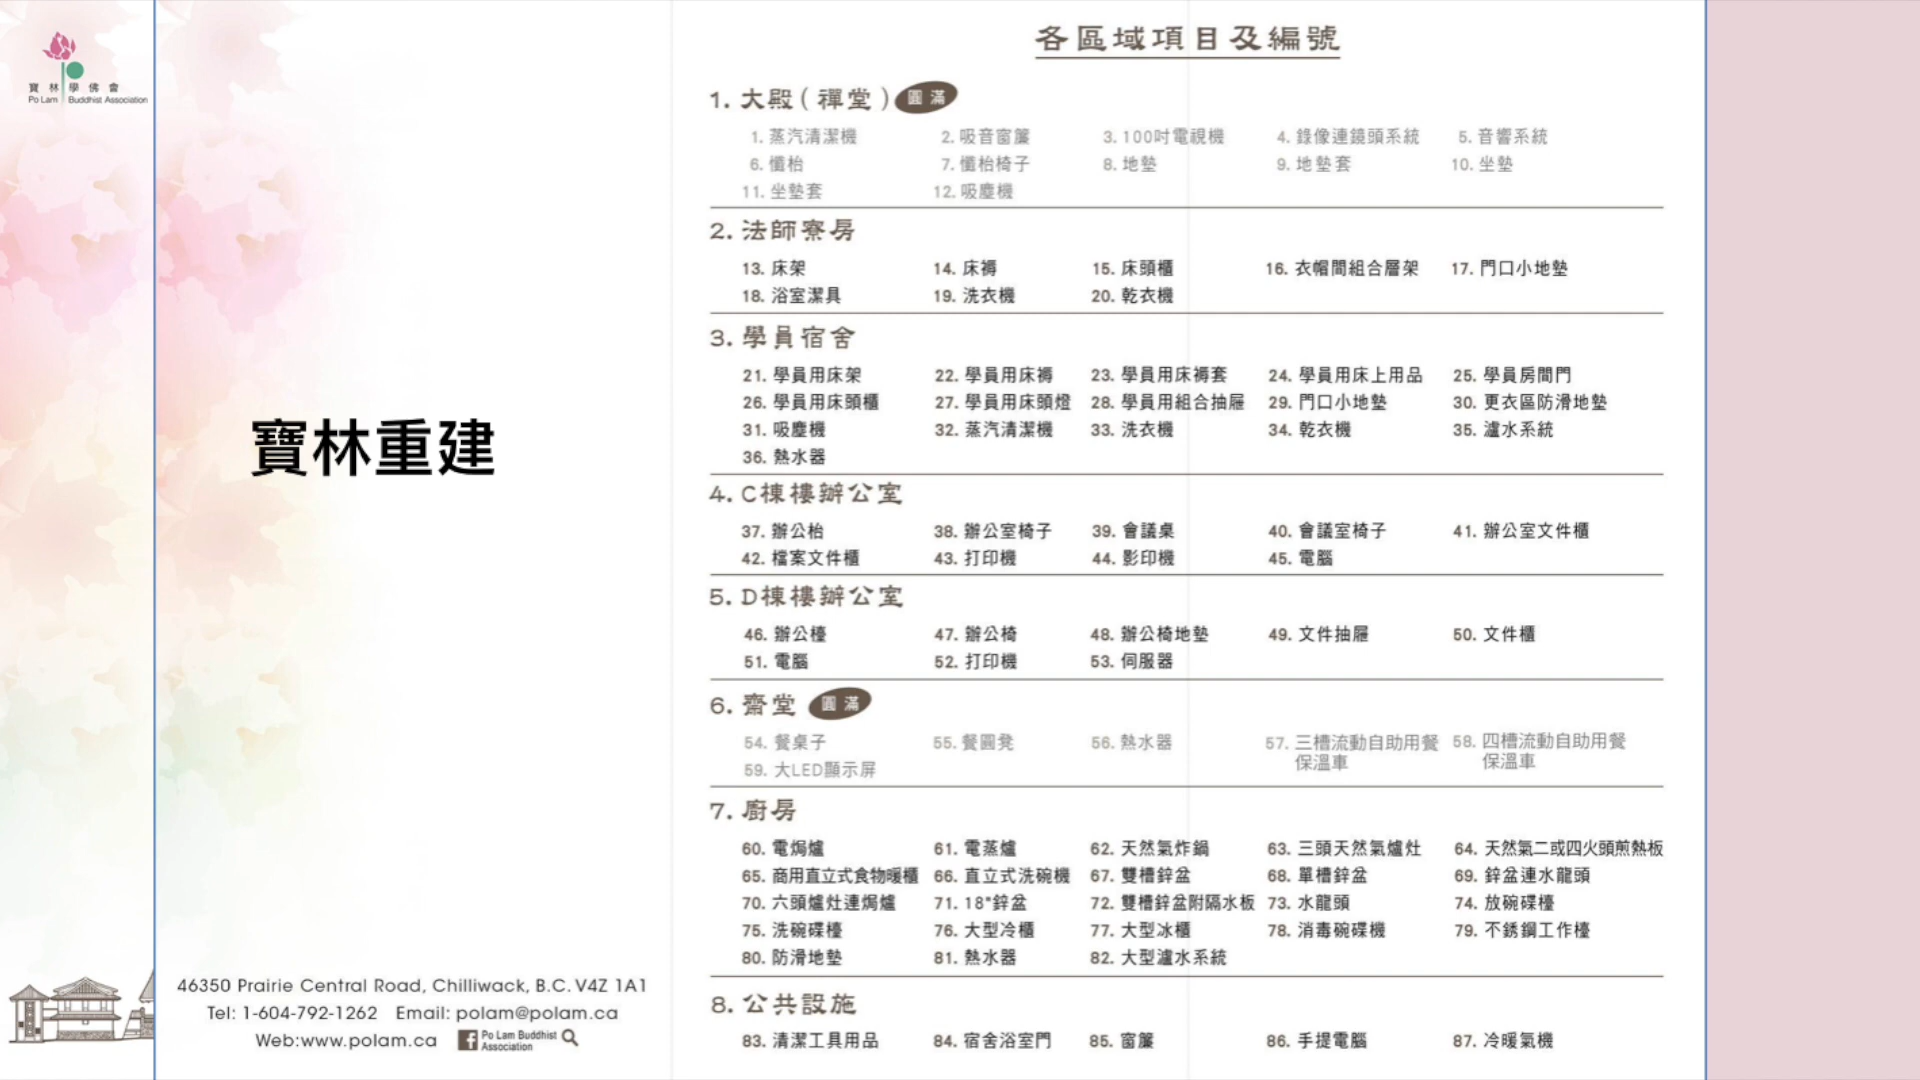 寶林學佛會
Po Lam Buddhist Association
寶林重建
46350 Prairie Central Road, Chilliwack, B.C. V4Z 1A1
Tel: 1-604-792-1262 Email: polam@polam.ca
Web:www.polam.ca
Po Lam Buddhist
Association
各區域項目及編號
1. 大殿(禪堂) 圓滿
1. 蒸汽清潔機 2. 吸音窗簾 3. 100吋電視機 4. 錄像連鏡頭系統 5. 音響系統
6. 懺枱 7. 懺枱椅子 8. 地墊 9. 地墊套 10. 坐墊
11. 坐墊套 12. 吸塵機
2. 法師寮房
13. 床架 14. 床褥 15. 床頭櫃 16. 衣帽間組合層架 17. 門口小地墊
18. 浴室潔具 19. 洗衣機 20. 乾衣機
3. 學員宿舍
21. 學員用床架 22. 學員用床褥 23. 學員用床褥套 24. 學員用床上用品 25. 學員房間門
26. 學員用床頭櫃 27. 學員用床頭燈 28. 學員用組合抽屜 29. 門口小地墊 30. 更衣區防滑地墊
31. 吸塵機 32. 蒸汽清潔機 33. 洗衣機 34. 乾衣機 35. 濾水系統
36. 熱水器
4. C棟樓辦公室
37. 辦公枱 38. 辦公室椅子 39. 會議桌 40. 會議室椅子 41. 辦公室文件櫃
42. 檔案文件櫃 43. 打印機 44. 影印機 45. 電腦
5. D棟樓辦公室
46. 辦公檯 47. 辦公椅 48. 辦公椅地墊 49. 文件抽屜 50. 文件櫃
51. 電腦 52. 打印機 53. 伺服器
6. 齋堂 圓滿
54. 餐桌子 55. 餐圓凳 56. 熱水器 57. 三槽流動自助用餐保溫車 58. 四槽流動自助用餐保溫車
59. 大LED顯示屏
7. 廚房
60. 電焗爐 61. 電蒸爐 62. 天然氣炸鍋 63. 三頭天然氣爐灶 64. 天然氣二或四火頭煎熱板
65. 商用直立式食物暖櫃 66. 直立式洗碗機 67. 雙槽鋅盆 68. 單槽鋅盆 69. 鋅盆連水龍頭
70. 六頭爐灶連焗爐 71. 18"鋅盆 72. 雙槽鋅盆附隔水板 73. 水龍頭 74. 放碗碟檯
75. 洗碗碟檯 76. 大型冷櫃 77. 大型冰櫃 78. 消毒碗碟機 79. 不銹鋼工作檯
80. 防滑地墊 81. 熱水器 82. 大型濾水系統
8. 公共設施
83. 清潔工具用品 84. 宿舍浴室門 85. 窗簾 86. 手提電腦 87. 冷暖氣機